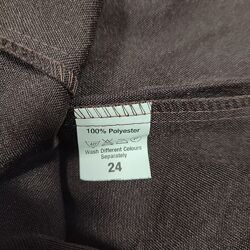 100% Polyester
Wash Different Colours
Separately
24